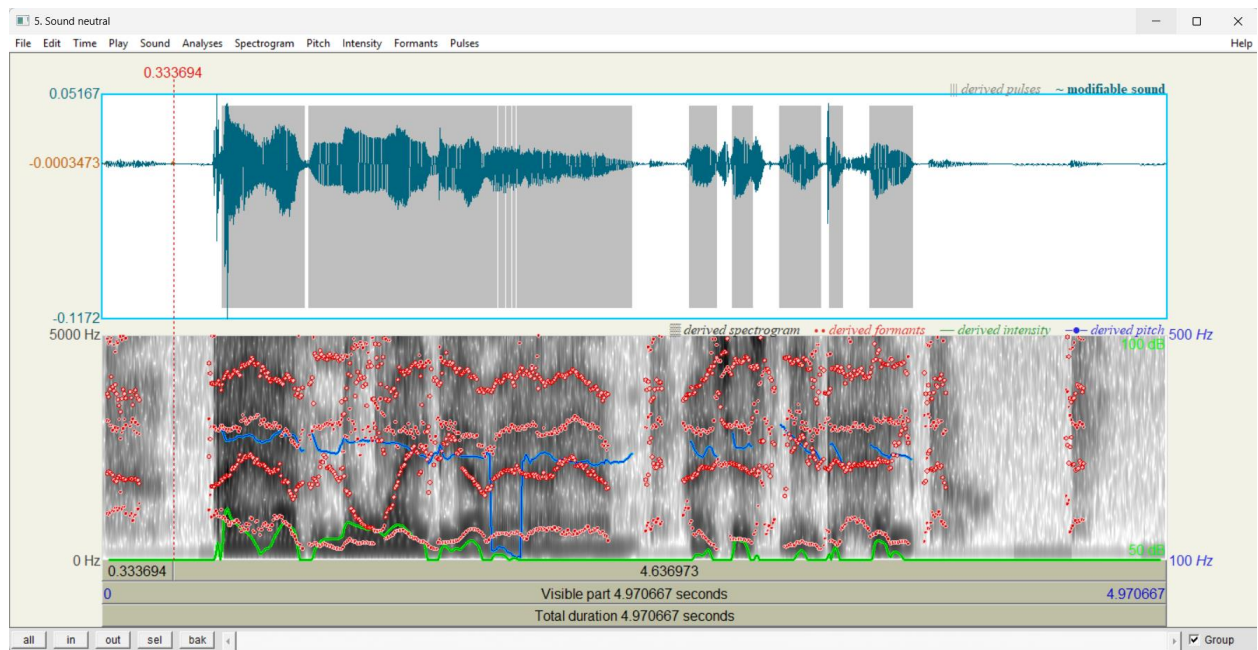 5. Sound neutral
File Edit Time Play Sound Analyses Spectrogram Pitch Intensity Formants Pulses Help
0.333694
0.05167
derived pulses ~ modifiable sound
-0.0003473
-0.1172
5000 Hz derived spectrogram derived formants derived intensity derived pitch 500 Hz
100 dB
50 dB
0 Hz 100 Hz
0.333694 4.636973
0 Visible part 4.970667 seconds 4.970667
Total duration 4.970667 seconds
all in out sel bak Group